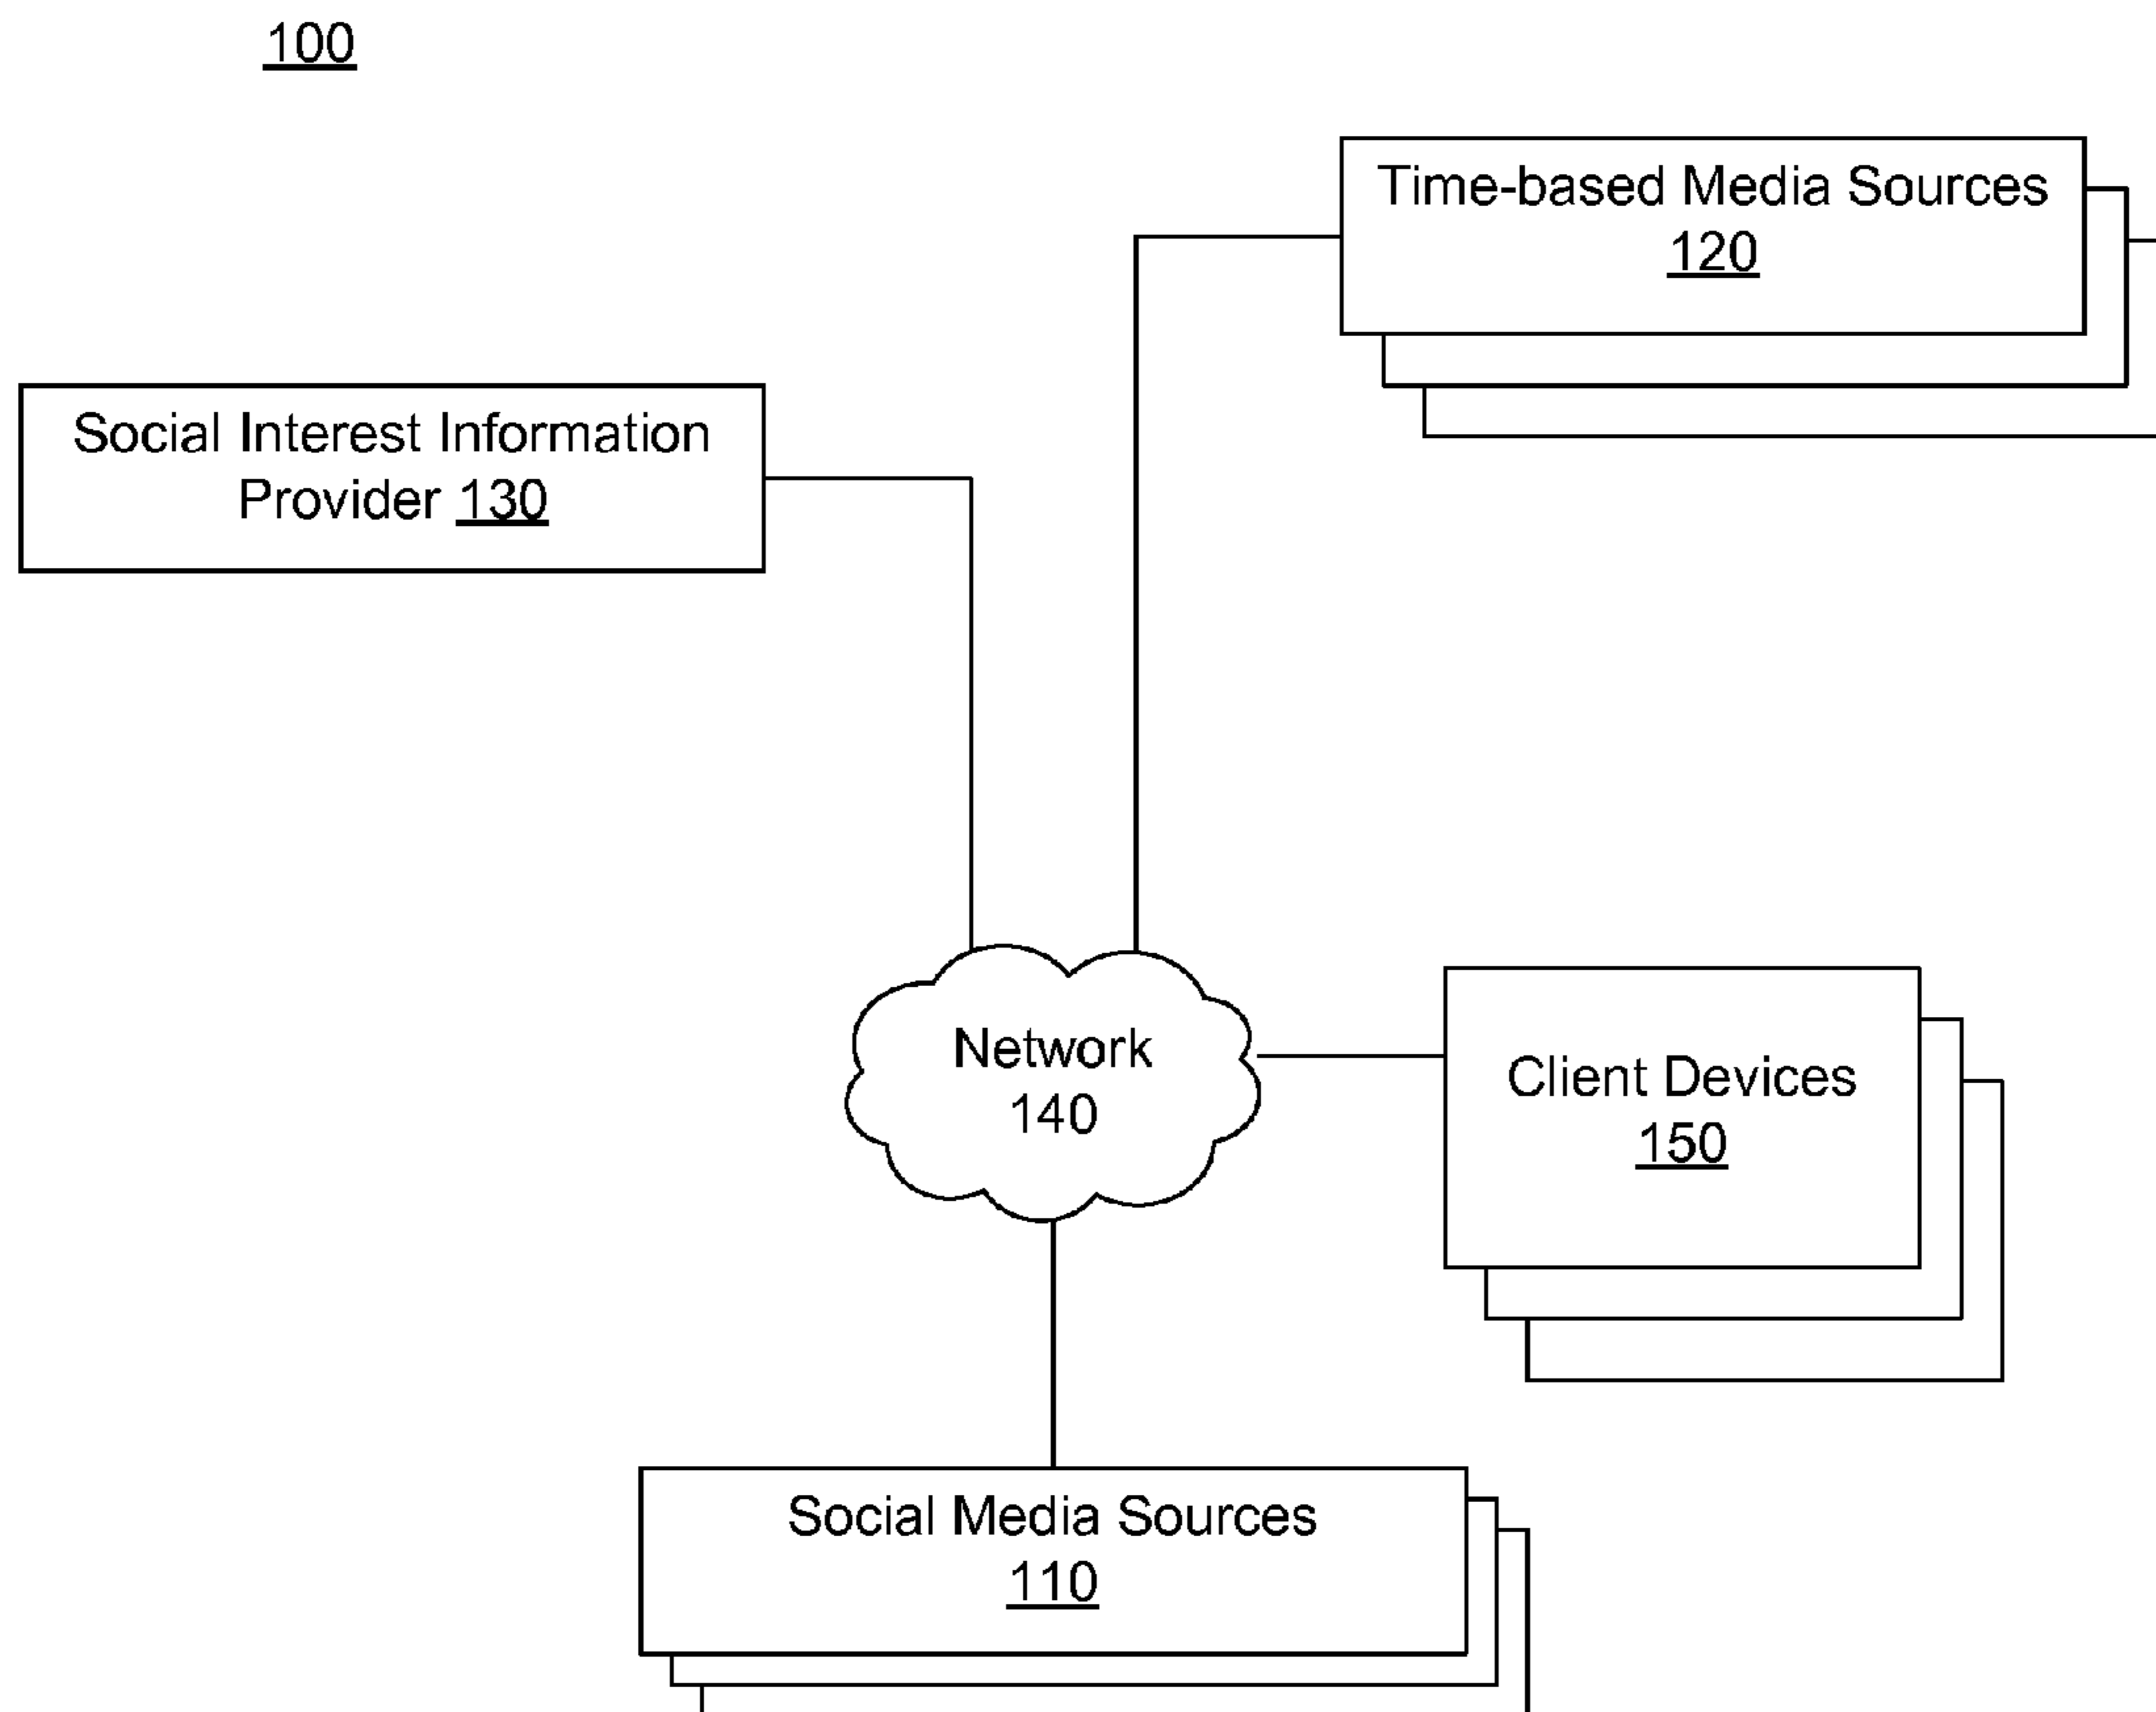 100
Time-based Media Sources
120
Social Interest Information
Provider 130
Network
140
Client Devices
150
Social Media Sources
110